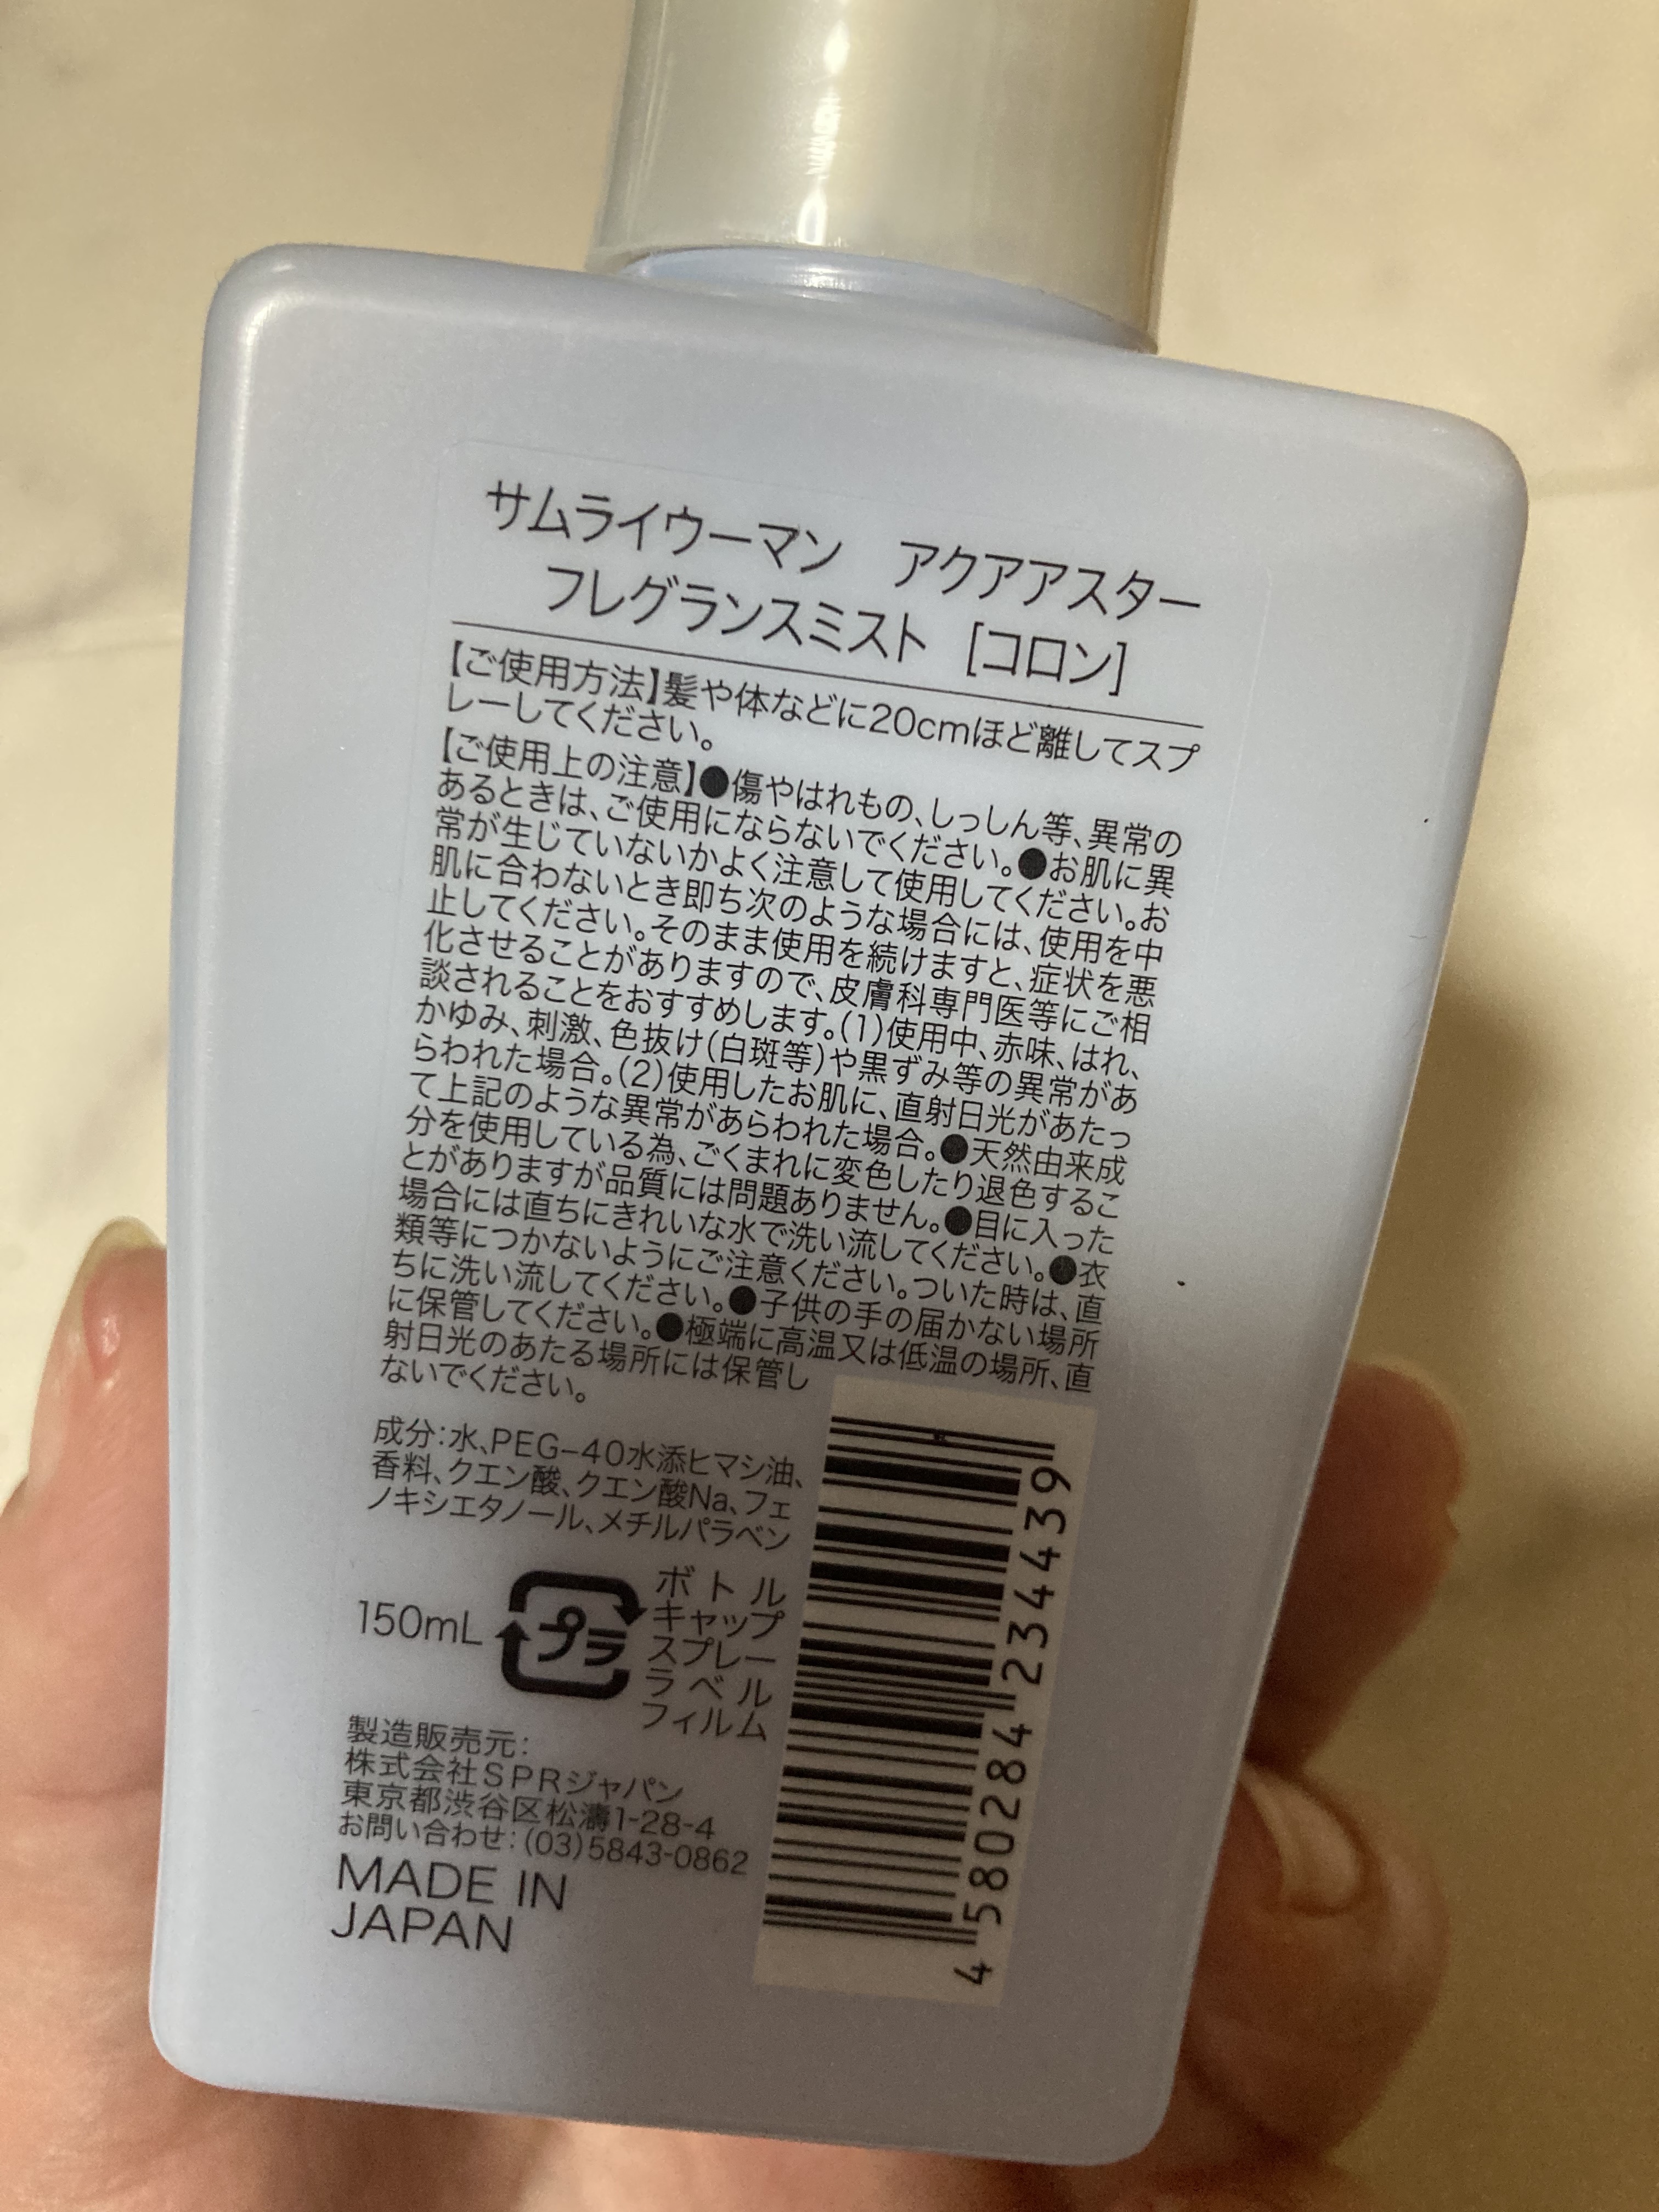 サムライウーマン　アクアアスター
フレグランスミスト [コロン]
【ご使用方法】髪や体などに20cmほど離してスプ
レーしてください。
【ご使用上の注意】●傷やはれもの、しっしん等、異常の
あるときは、ご使用にならないでください。●お肌に異
常が生じていないかよく注意して使用してください。お
肌に合わないとき即ち次のような場合には、使用を中
止してください。そのまま使用を続けますと、症状を悪
化させることがありますので、皮膚科専門医等にご相
談されることをおすすめします。(1)使用中、赤味、はれ、
かゆみ、刺激、色抜け(白斑等)や黒ずみ等の異常があ
らわれた場合。(2)使用したお肌に、直射日光があたっ
て上記のような異常があらわれた場合。●天然由来成
分を使用している為、ごくまれに変色したり退色するこ
とがありますが品質には問題ありません。●目に入った
場合には直ちにきれいな水で洗い流してください。●衣
類等につかないようにご注意ください。ついた時は、直
ちに洗い流してください。●子供の手の届かない場所
に保管してください。●極端に高温又は低温の場所、直
射日光のあたる場所には保管し
ないでください。
成分：水、PEG-40水添ヒマシ油、
香料、クエン酸、クエン酸Na、フェ
ノキシエタノール、メチルパラベン
150mL
プラ
ボトル
キャップ
スプレー
ラベル
フィルム
製造販売元：
株式会社SPRジャパン
東京都渋谷区松濤1-28-4
お問い合わせ：(03)5843-0862
MADE IN
JAPAN
4 580284 234439